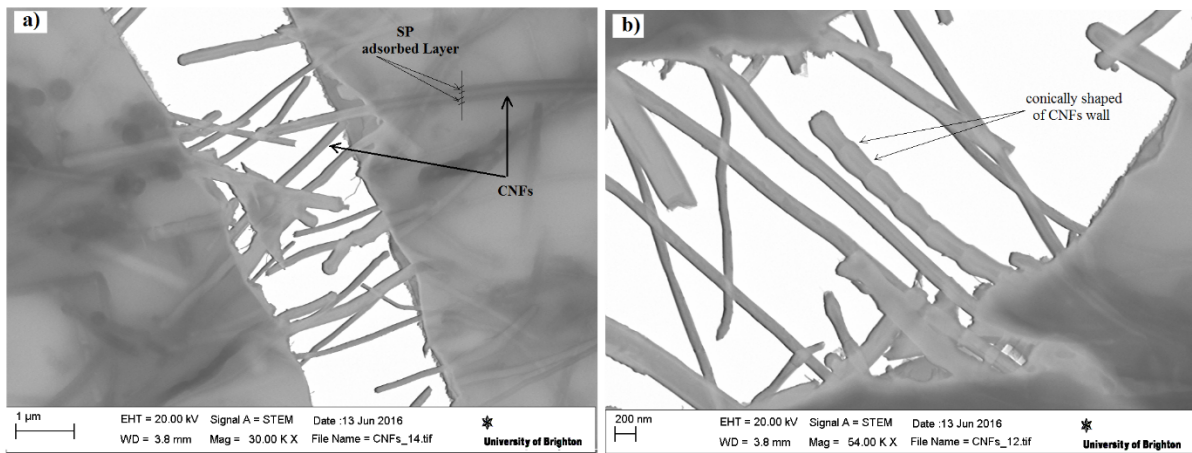 a)
SP
adsorbed Layer
CNFs
1 µm
EHT = 20.00 kV Signal A = STEM Date :13 Jun 2016
WD = 3.8 mm Mag = 30.00 K X File Name = CNFs_14.tif
University of Brighton
b)
conically shaped
of CNFs wall
200 nm
EHT = 20.00 kV Signal A = STEM Date :13 Jun 2016
WD = 3.8 mm Mag = 54.00 K X File Name = CNFs_12.tif
University of Brighton